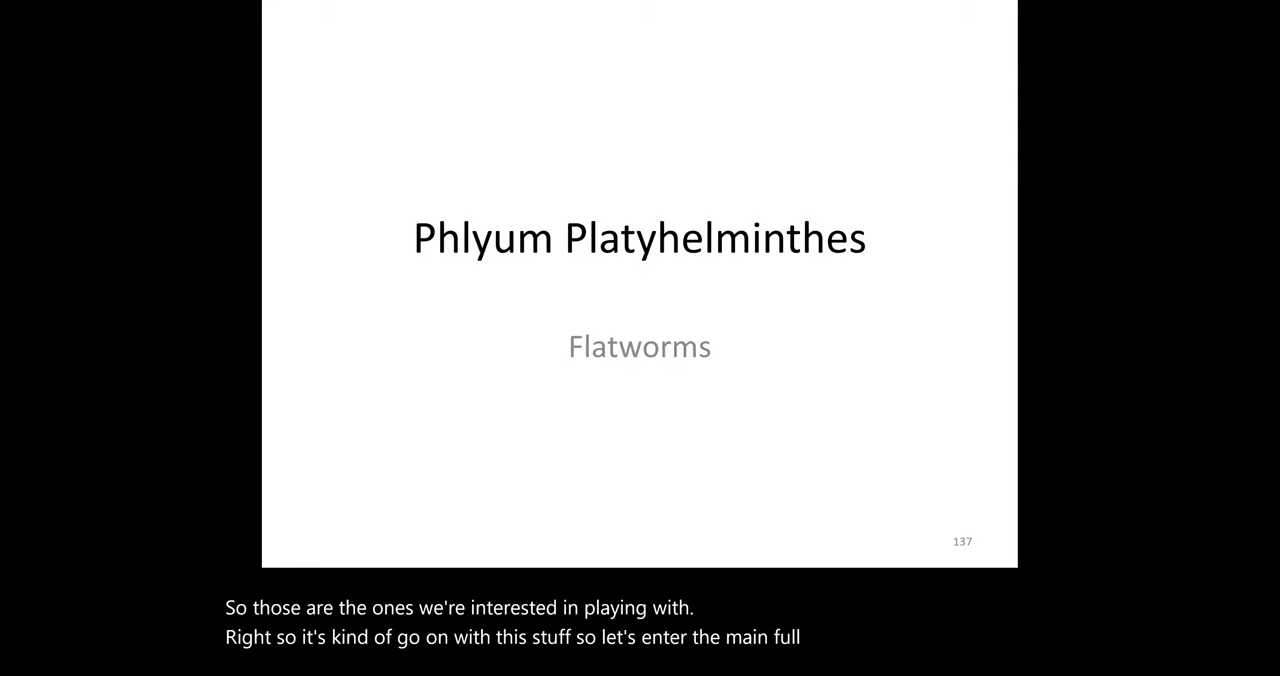 Phlyum Platyhelminthes
Flatworms
137
So those are the ones we're interested in playing with.
Right so it's kind of go on with this stuff so let's enter the main full